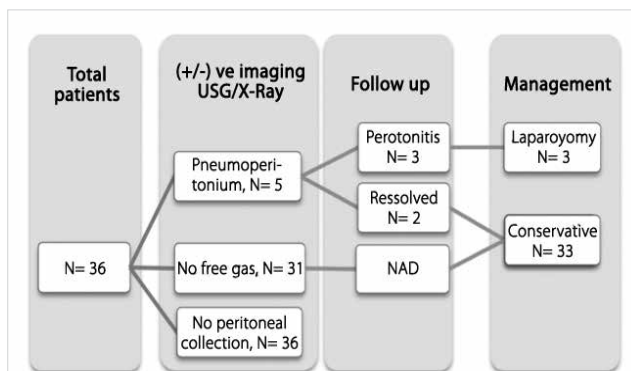 Total
patients
(+/-) ve imaging
USG/X-Ray
Follow up
Management
Pneumoperi-
tonium, N= 5
Perotonitis
N= 3
Laparoyomy
N= 3
Ressolved
N= 2
Conservative
N= 33
N= 36
No free gas, N= 31
NAD
No peritoneal
collection, N= 36